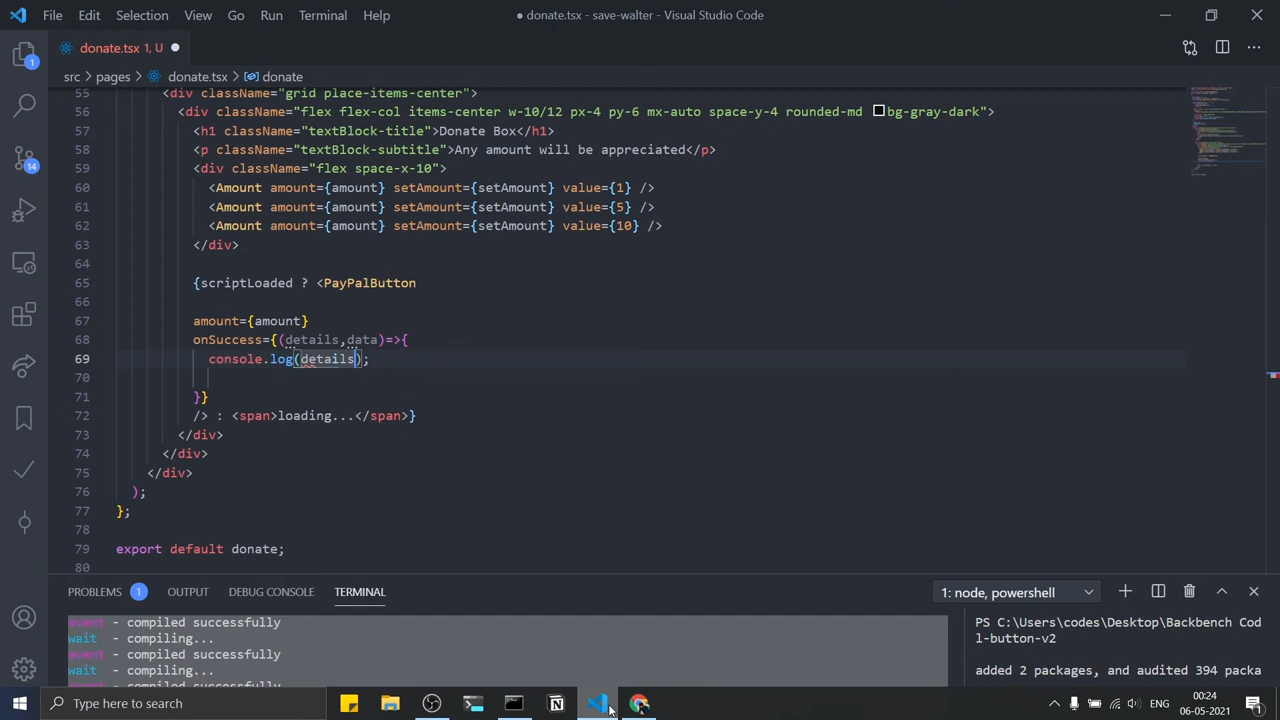 File Edit Selection View Go Run Terminal Help
● donate.tsx - save-walter - Visual Studio Code
donate.tsx 1, U ●
src > pages > donate.tsx > donate
55 <div className="grid place-items-center">
56 <div className="flex flex-col items-center w-10/12 px-4 py-6 mx-auto space-y-2 rounded-md bg-gray-dark">
57 <h1 className="textBlock-title">Donate Box</h1>
58 <p className="textBlock-subtitle">Any amount will be appreciated</p>
59 <div className="flex space-x-10">
60 <Amount amount={amount} setAmount={setAmount} value={1} />
61 <Amount amount={amount} setAmount={setAmount} value={5} />
62 <Amount amount={amount} setAmount={setAmount} value={10} />
63 </div>
64
65 {scriptLoaded ? <PayPalButton
66
67 amount={amount}
68 onSuccess={(details,data)=>{
69 console.log(details);
70
71 }}
72 /> : <span>loading...</span>}
73 </div>
74 </div>
75 </div>
76 );
77 };
78
79 export default donate;
80
PROBLEMS 1 OUTPUT DEBUG CONSOLE TERMINAL 1: node, powershell
event - compiled successfully
wait - compiling...
event - compiled successfully
wait - compiling...
PS C:\Users\codes\Desktop\Backbench Cod
l-button-v2
added 2 packages, and audited 394 packa
1
14
Type here to search
ENG
00:24
06-05-2021